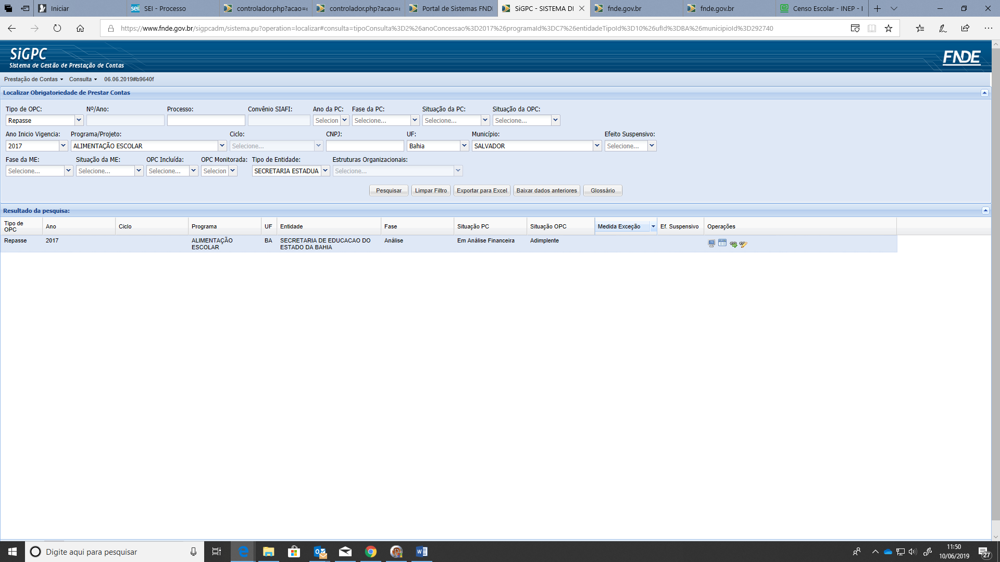 Iniciar
SEI - Processo
controlador.php?acao=
controlador.php?acao=
Portal de Sistemas FND
SiGPC - SISTEMA DE
fnde.gov.br
fnde.gov.br
Censo Escolar - INEP - I
https://www.fnde.gov.br/sigpcadm/sistema.pu?operation=localizar#consulta=tipoConsulta%3D2%26anoConcessao%3D2017%26programaId%3DC7%26entidadeTipoId%3D10%26ufId%3DBA%26municipioId%3D292740
SiGPC
Sistema de Gestão de Prestação de Contas
FNDE
Prestação de Contas Consulta 06.06.2019#b9640f
Localizar Obrigatoriedade de Prestar Contas
Tipo de OPC: Nº/Ano: Processo: Convênio SIAFI: Ano da PC: Fase da PC: Situação da PC: Situação da OPC:
Repasse Selecion Selecione... Selecione... Selecione...
Ano Inicio Vigencia: Programa/Projeto: Ciclo: CNPJ: UF: Município: Efeito Suspensivo:
2017 ALIMENTAÇÃO ESCOLAR Selecione... Bahia SALVADOR Selecione...
Fase da ME: Situação da ME: OPC Incluída: OPC Monitorada: Tipo de Entidade: Estruturas Organizacionais:
Selecione... Selecione... Selecione... Selecion SECRETARIA ESTADUA Selecione...
Pesquisar Limpar Filtro Exportar para Excel Baixar dados anteriores Glossário
Resultado da pesquisa:
Tipo de OPC Ano Ciclo Programa UF Entidade Fase Situação PC Situação OPC Medida Exceção Ef. Suspensivo Operações
Repasse 2017 ALIMENTAÇÃO ESCOLAR BA SECRETARIA DE EDUCACAO DO ESTADO DA BAHIA Análise Em Análise Financeira Adimplente
Digite aqui para pesquisar
11:50
10/06/2019
27